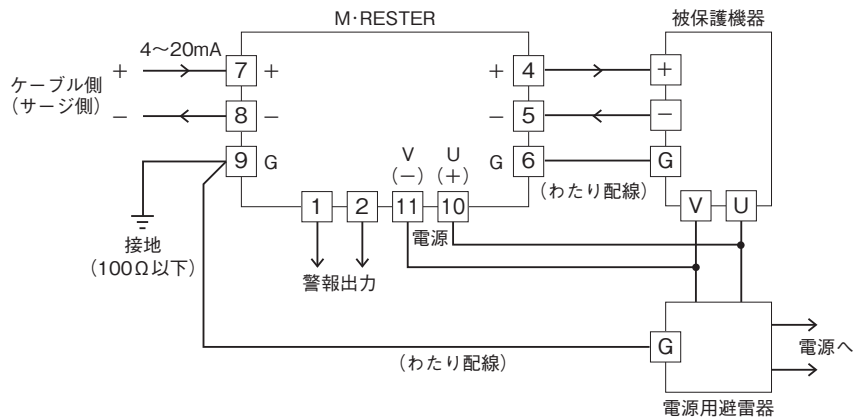 M・RESTER
被保護機器
4～20mA
ケーブル側
（サージ側）
+
−
7
+
8
−
9
G
+
4
−
5
G
6
+
−
G
V
(−)
U
(+)
（わたり配線）
1
2
11
10
V
U
電源
接地
（100Ω以下）
警報出力
G
（わたり配線）
電源へ
電源用避雷器